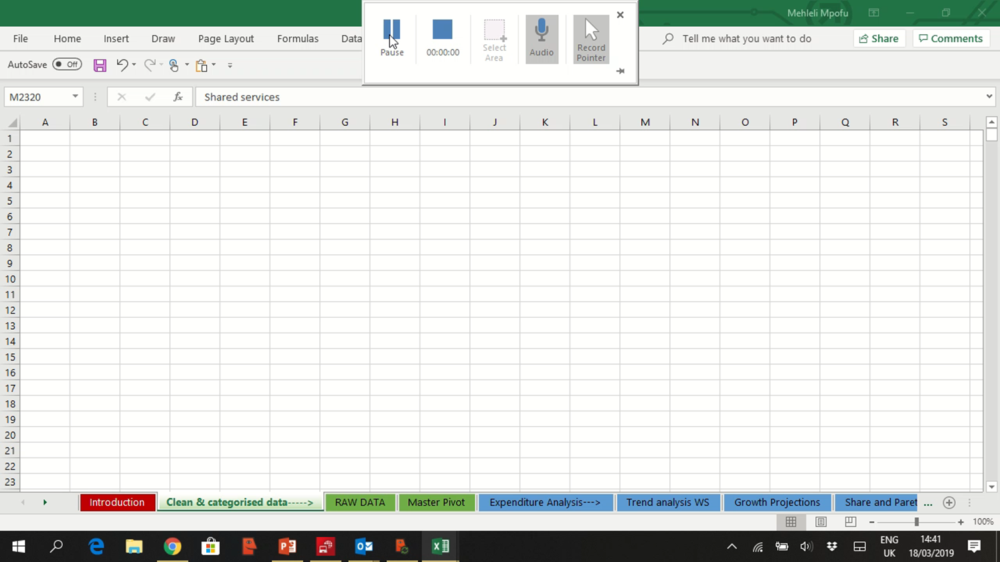 Mehleli Mpofu
File Home Insert Draw Page Layout Formulas Data
Pause
00:00:00
Select
Area
Audio
Record
Pointer
Tell me what you want to do
Share
Comments
AutoSave Off
M2320
fx
Shared services
A B C D E F G H I J K L M N O P Q R S
1
2
3
4
5
6
7
8
9
10
11
12
13
14
15
16
17
18
19
20
21
22
23
Introduction Clean & categorised data-----> RAW DATA Master Pivot Expenditure Analysis---> Trend analysis WS Growth Projections Share and Paret ...
100%
ENG
UK
14:41
18/03/2019